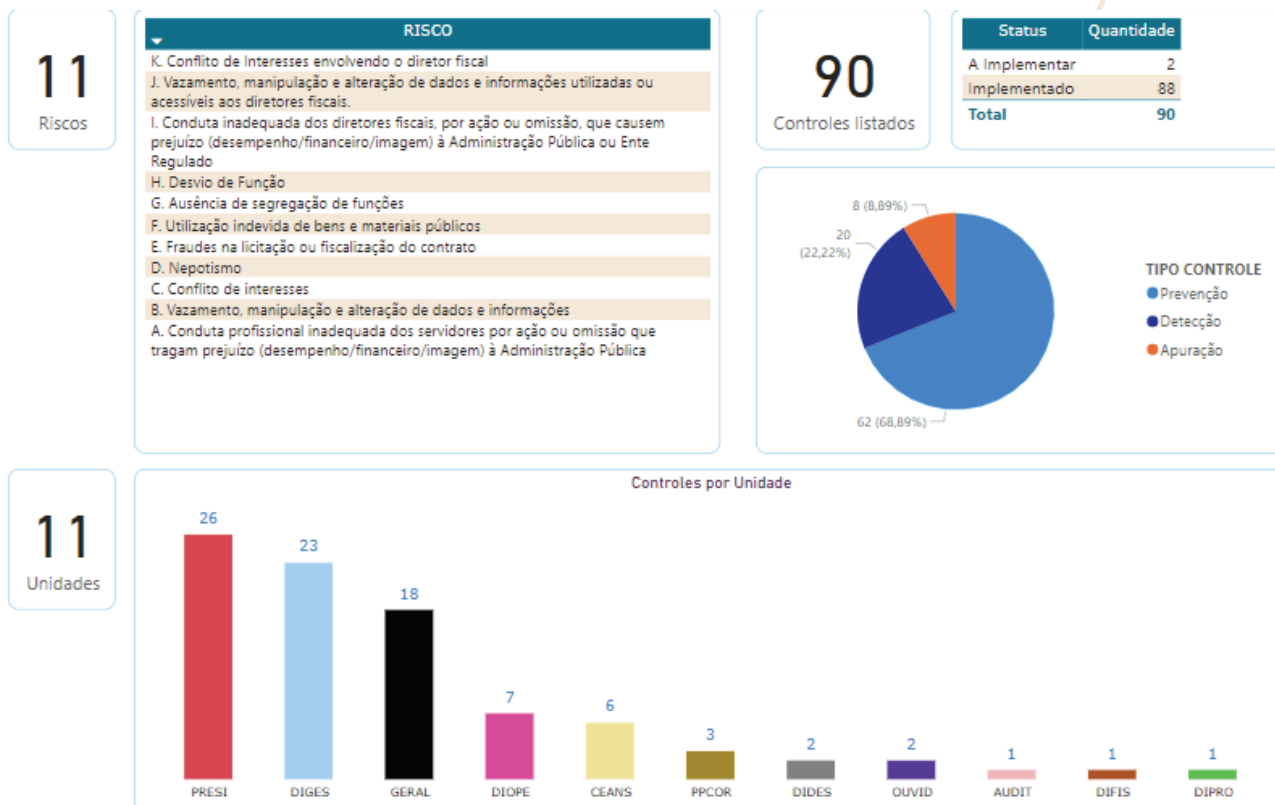 11
Riscos
RISCO
K. Conflito de Interesses envolvendo o diretor fiscal
J. Vazamento, manipulação e alteração de dados e informações utilizadas ou
acessíveis aos diretores fiscais.
I. Conduta inadequada dos diretores fiscais, por ação ou omissão, que causem
prejuízo (desempenho/financeiro/imagem) à Administração Pública ou Ente
Regulado
H. Desvio de Função
G. Ausência de segregação de funções
F. Utilização indevida de bens e materiais públicos
E. Fraudes na licitação ou fiscalização do contrato
D. Nepotismo
C. Conflito de interesses
B. Vazamento, manipulação e alteração de dados e informações
A. Conduta profissional inadequada dos servidores por ação ou omissão que
tragam prejuízo (desempenho/financeiro/imagem) à Administração Pública
90
Controles listados
Status Quantidade
A Implementar 2
Implementado 88
Total 90
8 (8,89%)
20
(22,22%)
62 (68,89%)
TIPO CONTROLE
Prevenção
Detecção
Apuração
11
Unidades
Controles por Unidade
26 23 18 7 6 3 2 2 1 1 1
PRESI DIGES GERAL DIOPE CEANS PPCOR DIDES OUVID AUDIT DIFIS DIPRO